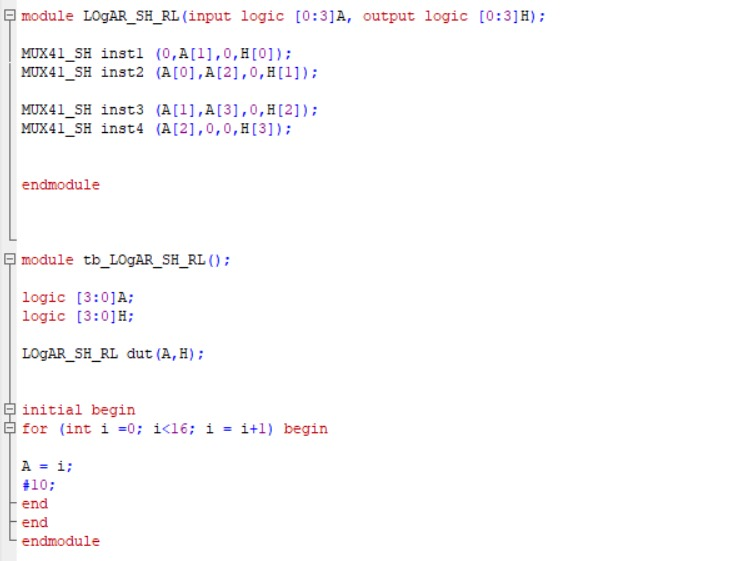 module LOgAR_SH_RL(input logic [0:3]A, output logic [0:3]H);
MUX41_SH inst1 (0,A[1],0,H[0]);
MUX41_SH inst2 (A[0],A[2],0,H[1]);
MUX41_SH inst3 (A[1],A[3],0,H[2]);
MUX41_SH inst4 (A[2],0,0,H[3]);
endmodule
module tb_LOgAR_SH_RL();
logic [3:0]A;
logic [3:0]H;
LOgAR_SH_RL dut(A,H);
initial begin
for (int i =0; i<16; i = i+1) begin
A = i;
#10;
end
end
endmodule